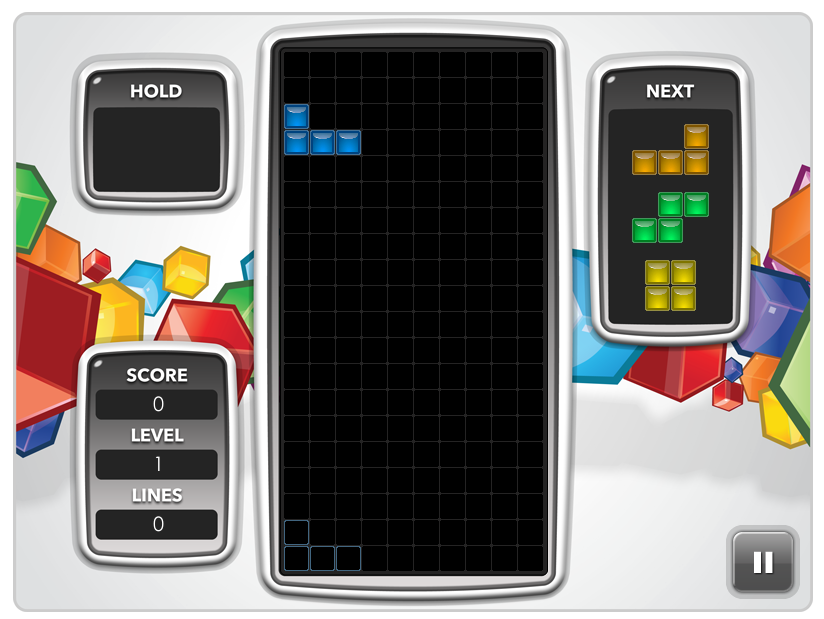 HOLD
NEXT
SCORE
0
LEVEL
1
LINES
0